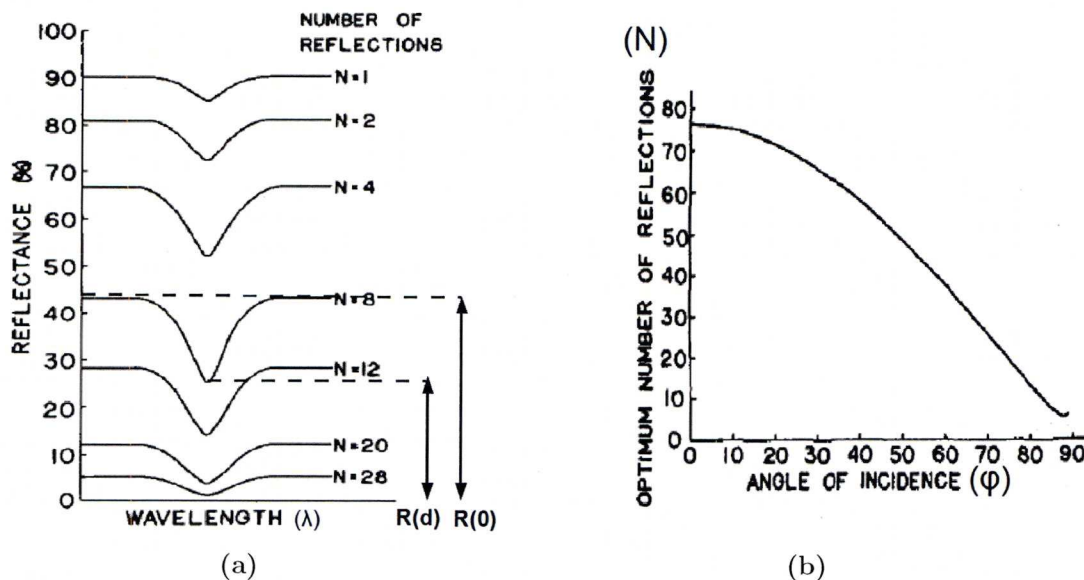 NUMBER OF
REFLECTIONS
100
90
80
70
60
50
40
30
20
10
0
REFLECTANCE (%)
N=1
N=2
N=4
N=8
N=12
N=20
N=28
WAVELENGTH (λ)
R(d) R(0)
(a)
(N)
OPTIMUM NUMBER OF REFLECTIONS
80
70
60
50
40
30
20
10
0
0 10 20 30 40 50 60 70 80 90
ANGLE OF INCIDENCE (φ)
(b)